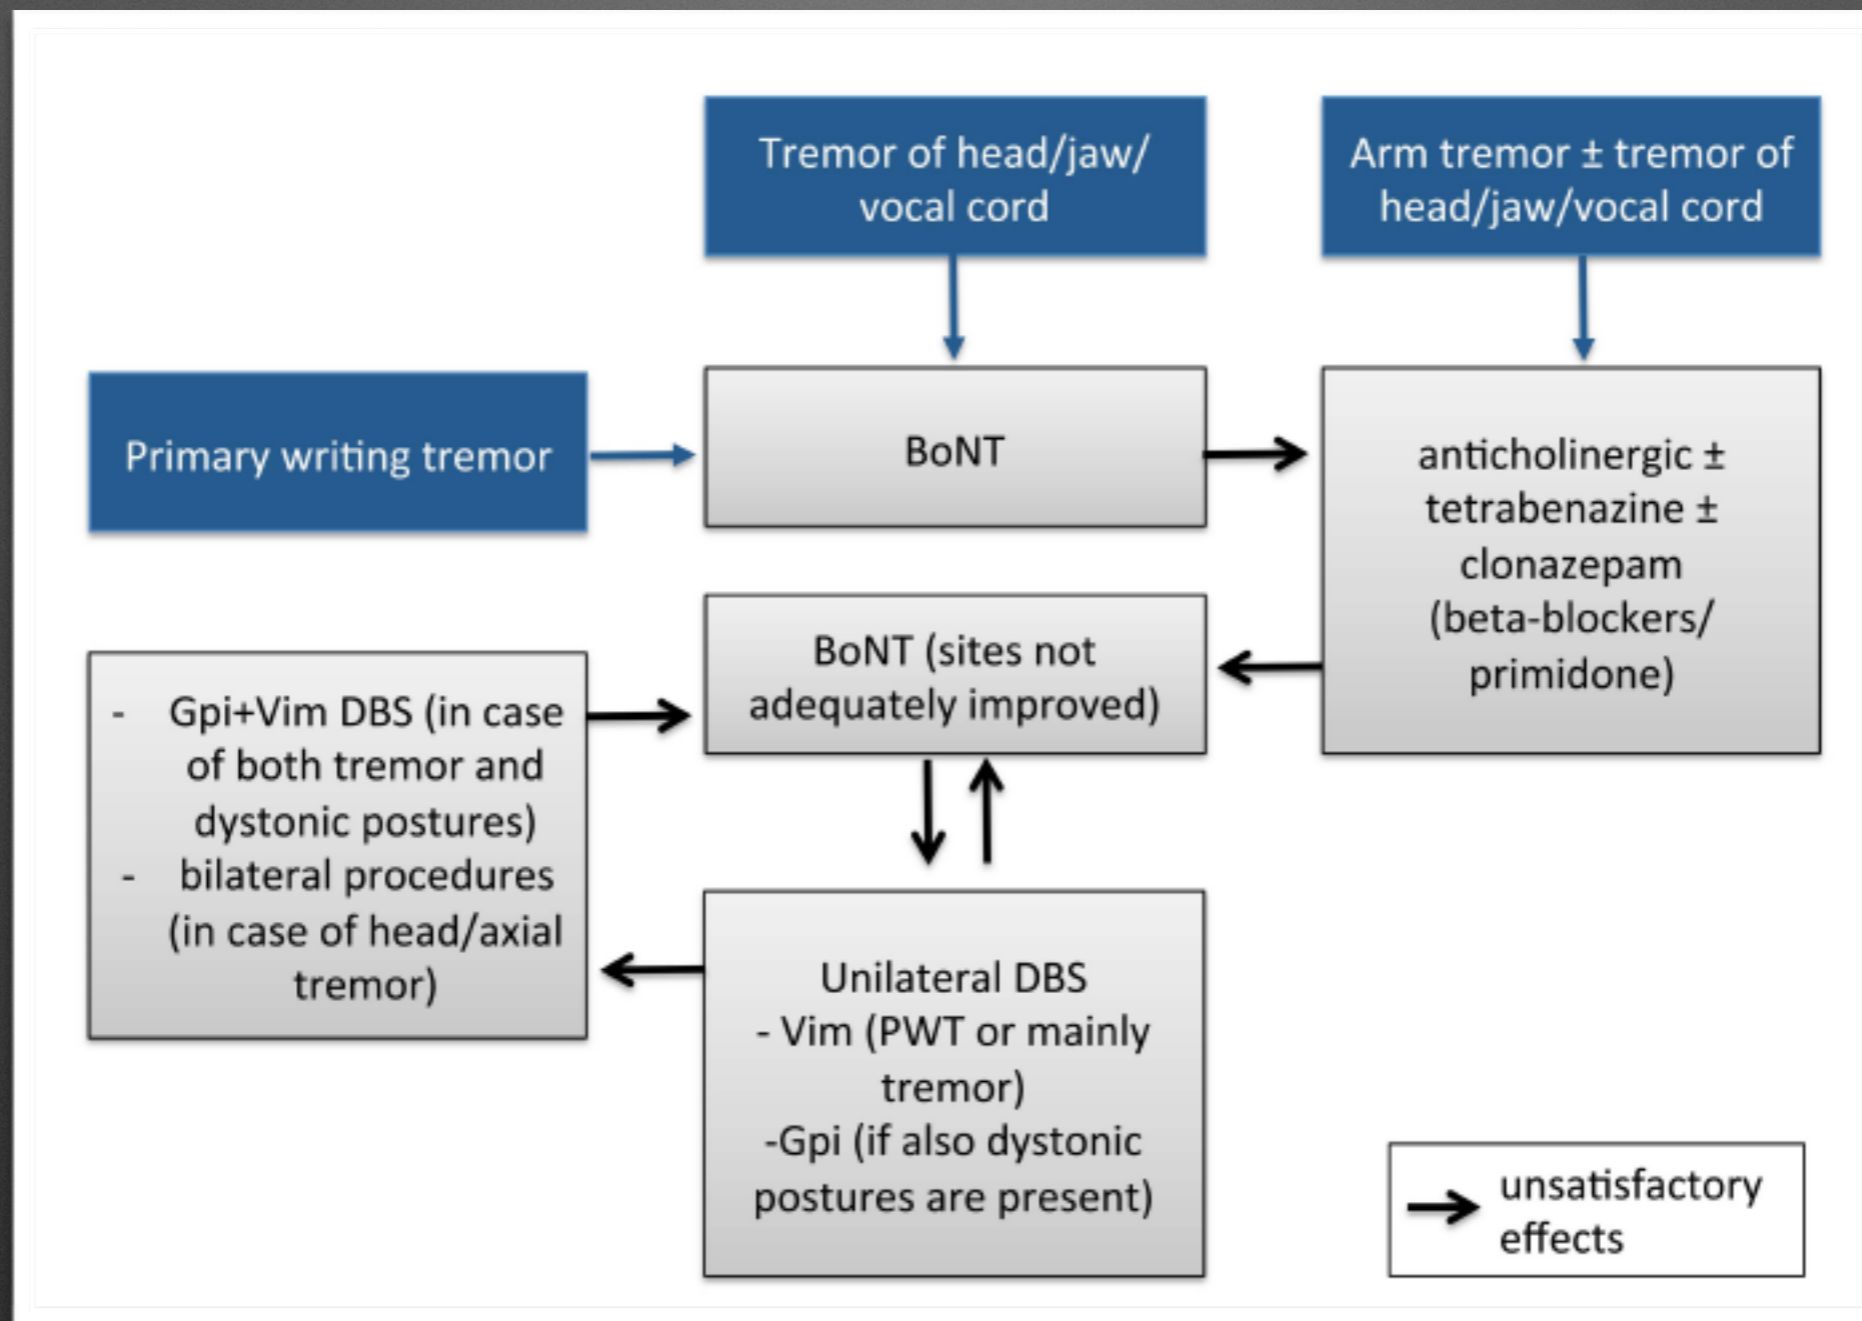 Tremor of head/jaw/
vocal cord
Arm tremor ± tremor of
head/jaw/vocal cord
Primary writing tremor
BoNT
anticholinergic ±
tetrabenazine ±
clonazepam
(beta-blockers/
primidone)
BoNT (sites not
adequately improved)
- Gpi+Vim DBS (in case
of both tremor and
dystonic postures)
- bilateral procedures
(in case of head/axial
tremor)
Unilateral DBS
- Vim (PWT or mainly
tremor)
-Gpi (if also dystonic
postures are present)
unsatisfactory
effects